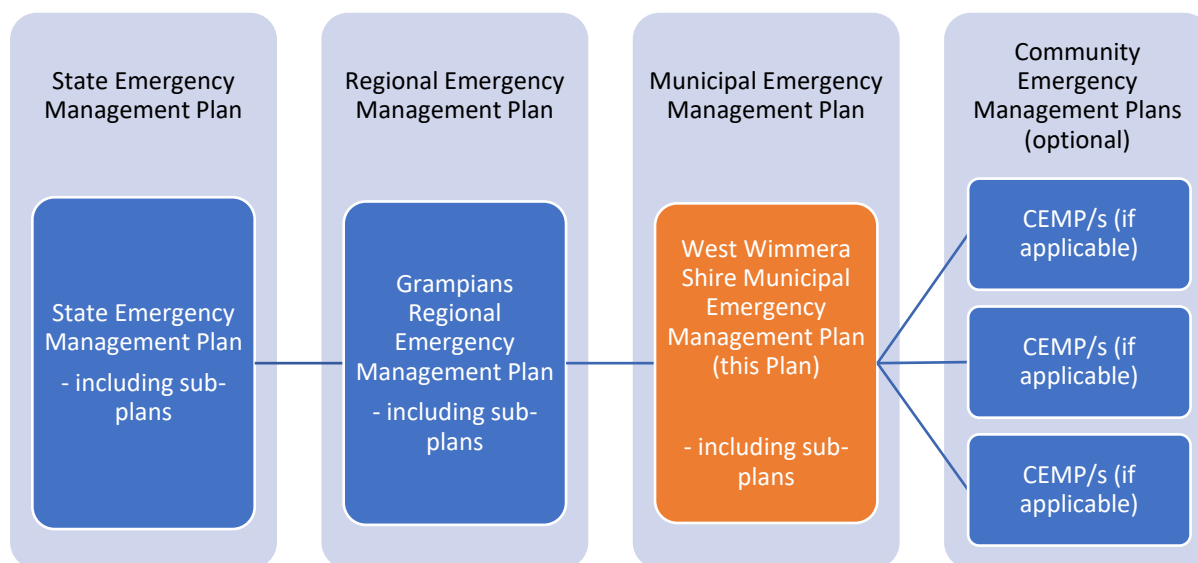 State Emergency
Management Plan
Regional Emergency
Management Plan
Municipal Emergency
Management Plan
Community
Emergency
Management Plans
(optional)
State Emergency
Management Plan
- including sub-
plans
Grampians
Regional
Emergency
Management Plan
- including sub-
plans
West Wimmera
Shire Municipal
Emergency
Management Plan
(this Plan)
- including sub-
plans
CEMP/s (if
applicable)
CEMP/s (if
applicable)
CEMP/s (if
applicable)